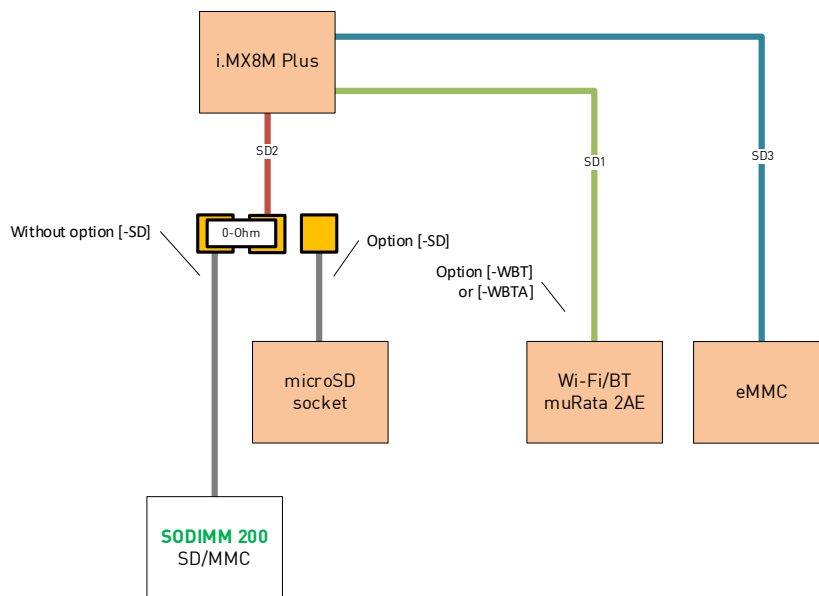 i.MX8M Plus
SD2
SD1
SD3
Without option [-SD]
0-Ohm
Option [-SD]
Option [-WBT]
or [-WBTA]
microSD
socket
Wi-Fi/BT
muRata 2AE
eMMC
SODIMM 200
SD/MMC